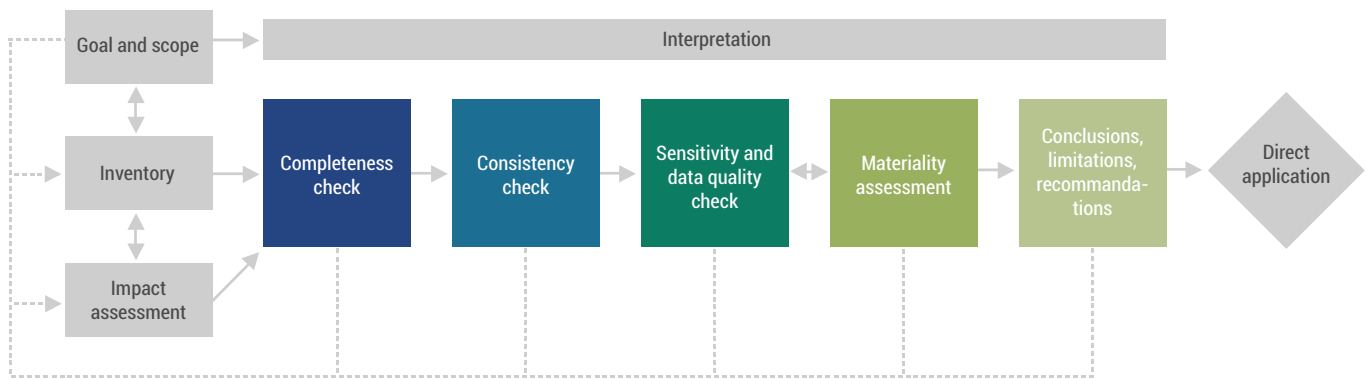 Goal and scope
Interpretation
Inventory
Impact
assessment
Completeness
check
Consistency
check
Sensitivity and
data quality
check
Materiality
assessment
Conclusions,
limitations,
recommanda-
tions
Direct
application